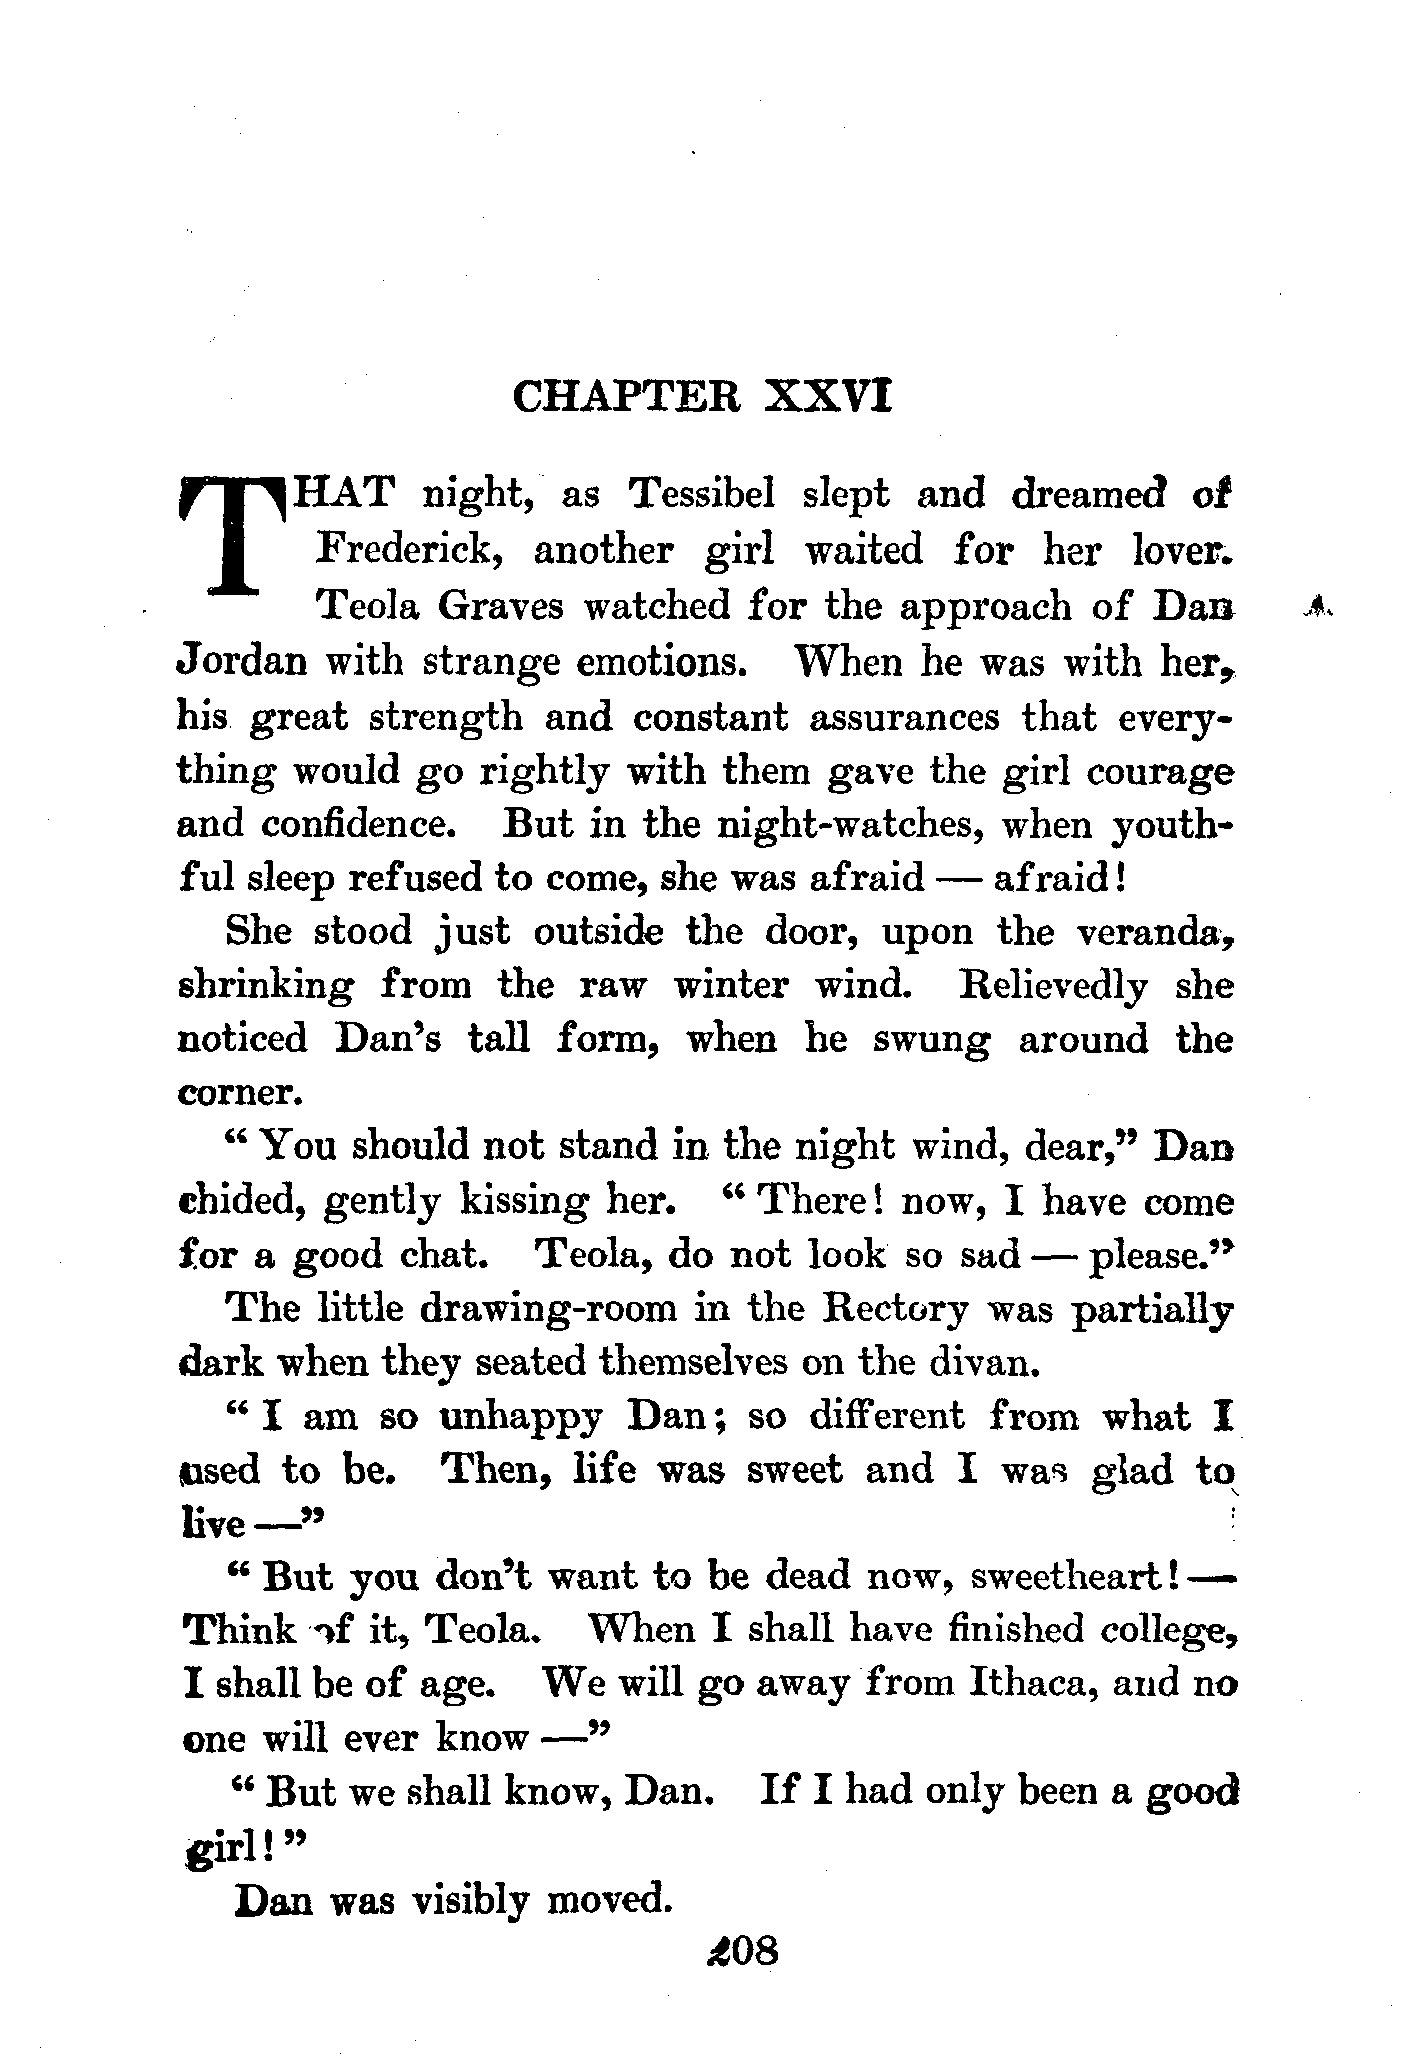 CHAPTER XXVI
THAT night, as Tessibel slept and dreamed of
Frederick, another girl waited for her lover.
Teola Graves watched for the approach of Dan
Jordan with strange emotions. When he was with her,
his great strength and constant assurances that every-
thing would go rightly with them gave the girl courage
and confidence. But in the night-watches, when youth-
ful sleep refused to come, she was afraid — afraid!
She stood just outside the door, upon the veranda,
shrinking from the raw winter wind. Relievedly she
noticed Dan's tall form, when he swung around the
corner.
" You should not stand in the night wind, dear," Dan
chided, gently kissing her. " There! now, I have come
for a good chat. Teola, do not look so sad — please."
The little drawing-room in the Rectory was partially
dark when they seated themselves on the divan.
" I am so unhappy Dan; so different from what I
used to be. Then, life was sweet and I was glad to
live —"
" But you don't want to be dead now, sweetheart! —
Think of it, Teola. When I shall have finished college,
I shall be of age. We will go away from Ithaca, and no
one will ever know —"
" But we shall know, Dan. If I had only been a good
girl! "
Dan was visibly moved.
208